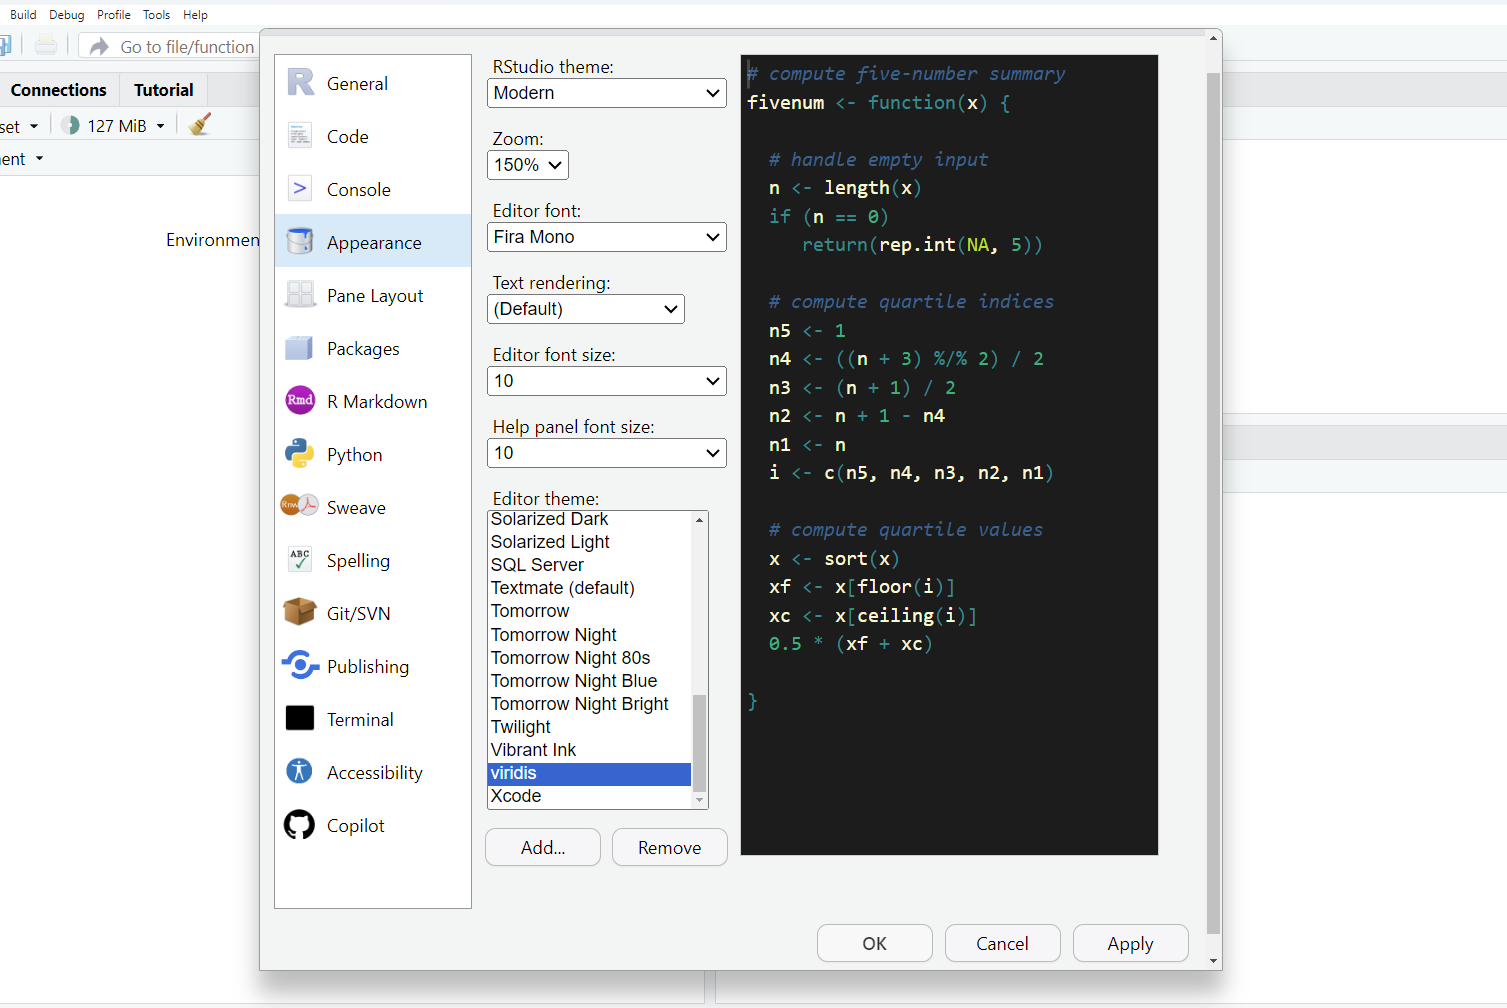 Build Debug Profile Tools Help
Go to file/function
Connections Tutorial
set 127 MiB
ent
Environmen
General
Code
Console
Appearance
Pane Layout
Packages
Rmd R Markdown
Python
Rnw Sweave
ABC Spelling
Git/SVN
Publishing
Terminal
Accessibility
Copilot
RStudio theme:
Modern
Zoom:
150%
Editor font:
Fira Mono
Text rendering:
(Default)
Editor font size:
10
Help panel font size:
10
Editor theme:
Solarized Dark
Solarized Light
SQL Server
Textmate (default)
Tomorrow
Tomorrow Night
Tomorrow Night 80s
Tomorrow Night Blue
Tomorrow Night Bright
Twilight
Vibrant Ink
viridis
Xcode
Add... Remove
# compute five-number summary
fivenum <- function(x) {
# handle empty input
n <- length(x)
if (n == 0)
return(rep.int(NA, 5))
# compute quartile indices
n5 <- 1
n4 <- ((n + 3) %/% 2) / 2
n3 <- (n + 1) / 2
n2 <- n + 1 - n4
n1 <- n
i <- c(n5, n4, n3, n2, n1)
# compute quartile values
x <- sort(x)
xf <- x[floor(i)]
xc <- x[ceiling(i)]
0.5 * (xf + xc)
}
OK Cancel Apply